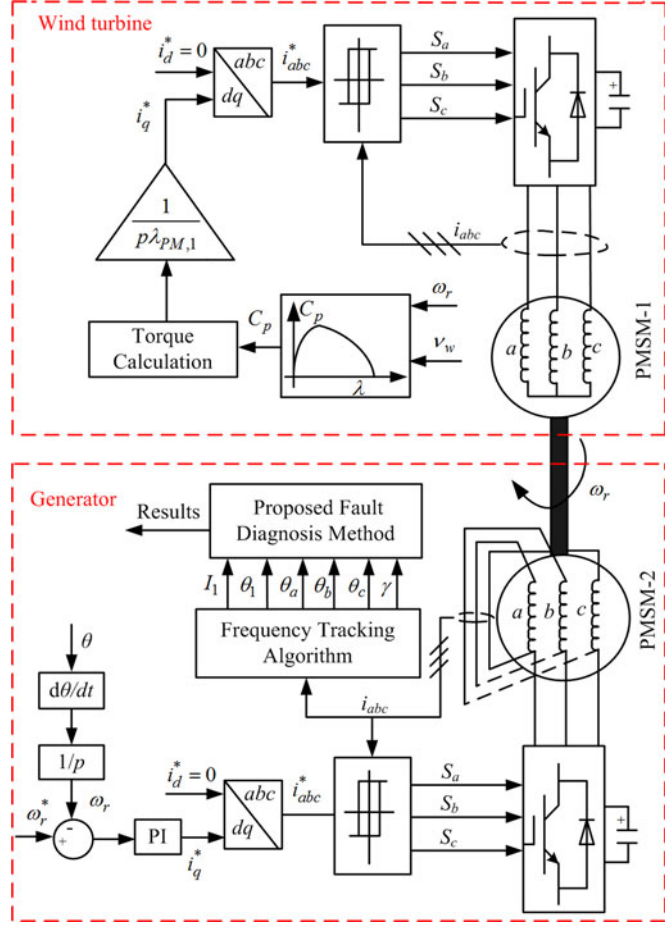 Wind turbine
i*d = 0
abc
dq
i*abc
Sa
Sb
Sc
+
i*q
1
pλPM,1
iabc
Torque
Calculation
Cp
Cp
λ
ωr
νw
a
b
c
PMSM-1
ωr
Generator
Results
Proposed Fault
Diagnosis Method
I1
θ1
θa
θb
θc
γ
Frequency Tracking
Algorithm
iabc
a
b
c
PMSM-2
θ
dθ/dt
1/p
ω*r
ωr
-
+
PI
i*q
i*d = 0
abc
dq
i*abc
Sa
Sb
Sc
+